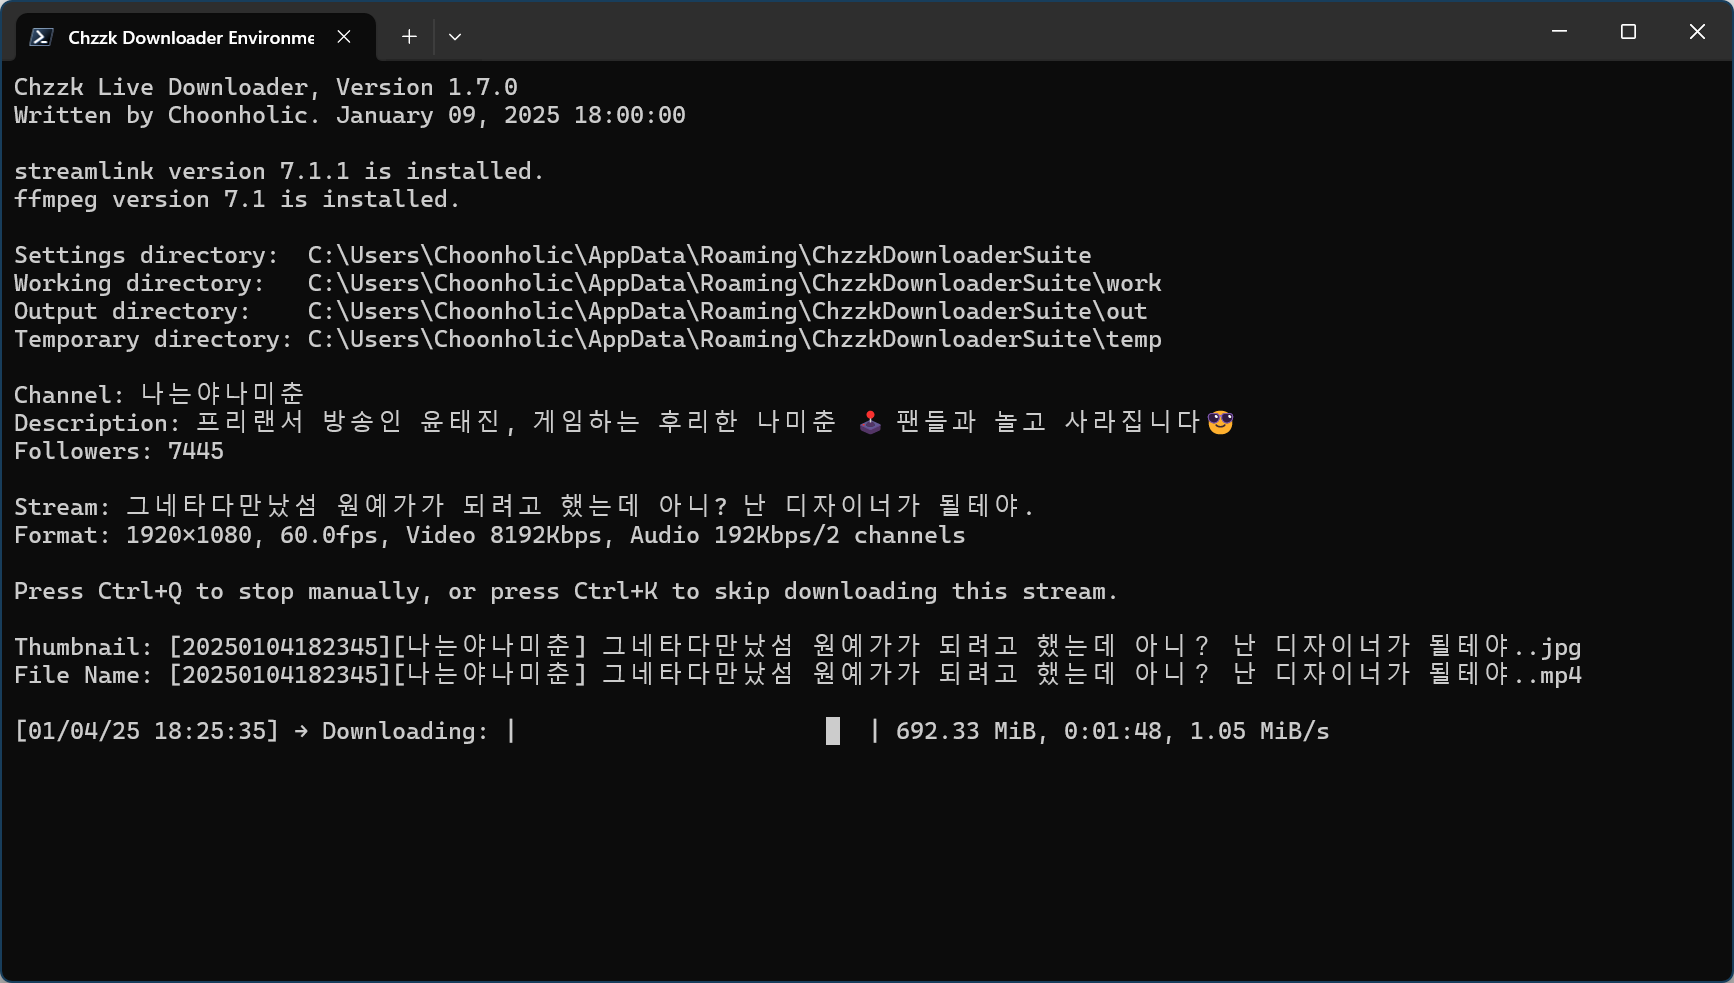 Chzzk Downloader Environme
Chzzk Live Downloader, Version 1.7.0
Written by Choonholic. January 09, 2025 18:00:00
streamlink version 7.1.1 is installed.
ffmpeg version 7.1 is installed.
Settings directory:  C:\Users\Choonholic\AppData\Roaming\ChzzkDownloaderSuite
Working directory:   C:\Users\Choonholic\AppData\Roaming\ChzzkDownloaderSuite\work
Output directory:    C:\Users\Choonholic\AppData\Roaming\ChzzkDownloaderSuite\out
Temporary directory: C:\Users\Choonholic\AppData\Roaming\ChzzkDownloaderSuite\temp
Channel: 나는야나미춘
Description: 프리랜서 방송인 윤태진, 게임하는 후리한 나미춘 🕹️ 팬들과 놀고 사라집니다😎
Followers: 7445
Stream: 그네타다만났섬 원예가가 되려고 했는데 아니? 난 디자이너가 될테야.
Format: 1920×1080, 60.0fps, Video 8192Kbps, Audio 192Kbps/2 channels
Press Ctrl+Q to stop manually, or press Ctrl+K to skip downloading this stream.
Thumbnail: [20250104182345][나는야나미춘] 그네타다만났섬 원예가가 되려고 했는데 아니？ 난 디자이너가 될테야..jpg
File Name: [20250104182345][나는야나미춘] 그네타다만났섬 원예가가 되려고 했는데 아니？ 난 디자이너가 될테야..mp4
[01/04/25 18:25:35] → Downloading: |                      █  | 692.33 MiB, 0:01:48, 1.05 MiB/s